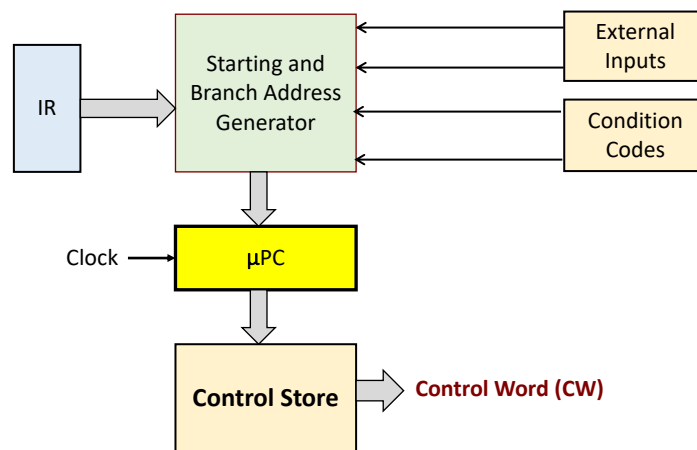 External
Inputs
Starting and
Branch Address
Generator
IR
Condition
Codes
Clock
μPC
Control Store
Control Word (CW)